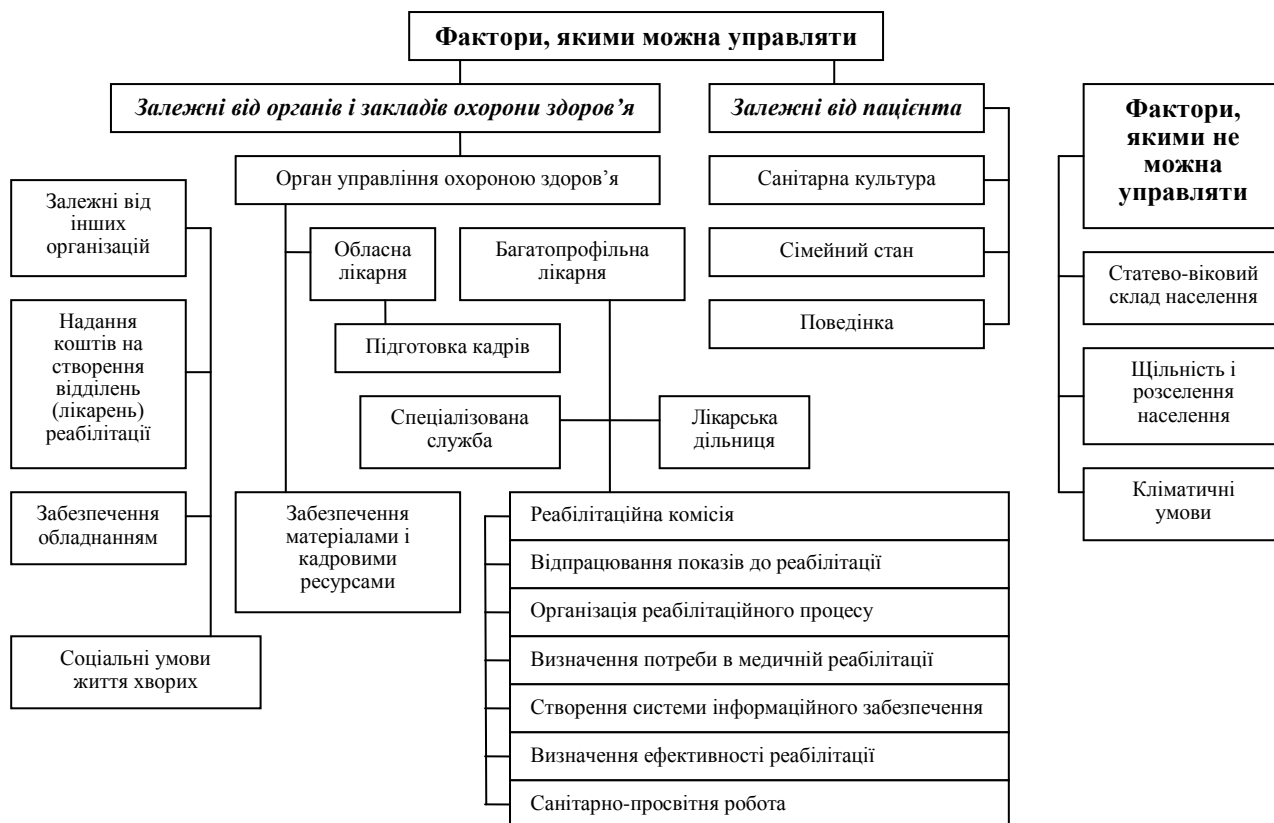 Фактори, якими можна управляти
Залежні від органів і закладів охорони здоров’я
Залежні від пацієнта
Фактори,
якими не
можна
управляти
Орган управління охороною здоров’я
Санітарна культура
Залежні від
інших
організацій
Обласна
лікарня
Багатопрофільна
лікарня
Сімейний стан
Статево-віковий
склад населення
Надання
коштів на
створення
відділень
(лікарень)
реабілітації
Підготовка кадрів
Поведінка
Щільність і
розселення
населення
Спеціалізована
служба
Лікарська
дільниця
Забезпечення
обладнанням
Забезпечення
матеріалами і
кадровими
ресурсами
Кліматичні
умови
Реабілітаційна комісія
Відпрацювання показів до реабілітації
Організація реабілітаційного процесу
Визначення потреби в медичній реабілітації
Створення системи інформаційного забезпечення
Визначення ефективності реабілітації
Санітарно-просвітня робота
Соціальні умови
життя хворих